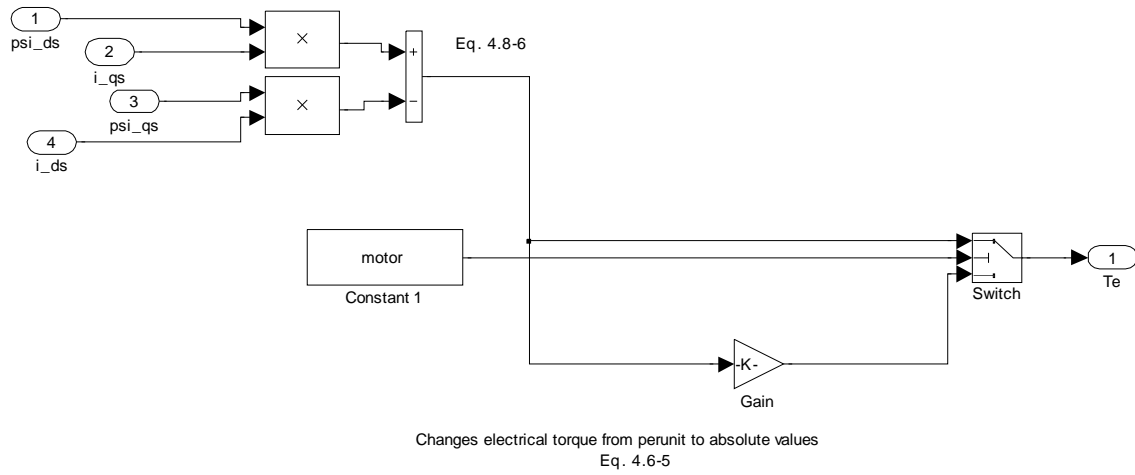 1
psi_ds
2
i_qs
3
psi_qs
4
i_ds
×
×
+
−
Eq. 4.8-6
motor
Constant 1
Switch
1
Te
-K-
Gain
Changes electrical torque from perunit to absolute values
Eq. 4.6-5